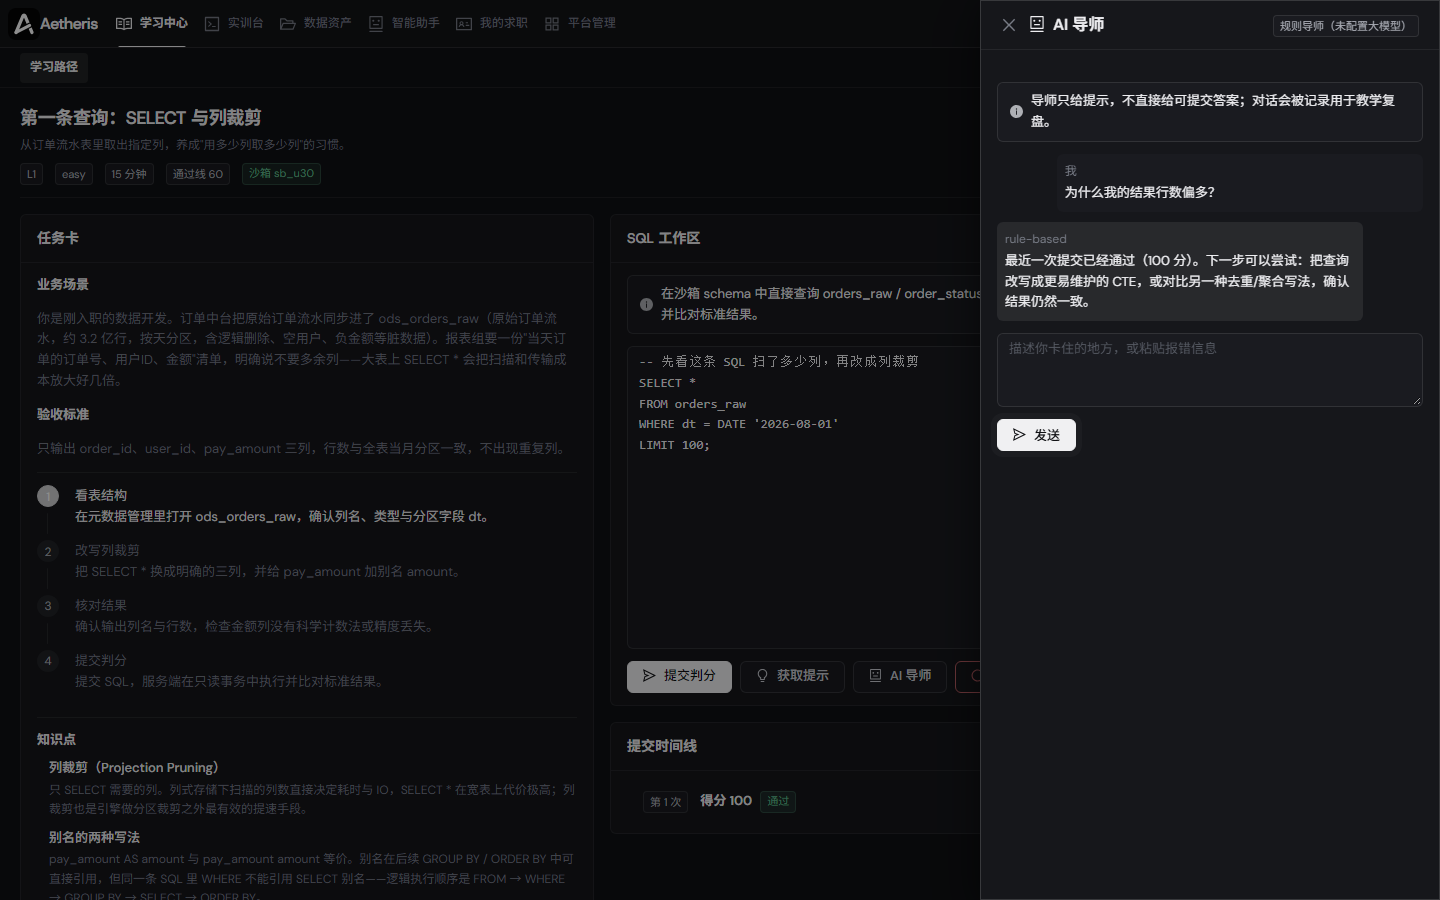 Aetheris
学习中心
实训台
数据资产
智能助手
我的求职
平台管理
学习路径
第一条查询：SELECT 与列裁剪
从订单流水表里取出指定列，养成"用多少列取多少列"的习惯。
L1
easy
15 分钟
通过线 60
沙箱 sb_u30
任务卡
业务场景
你是刚入职的数据开发。订单中台把原始订单流水同步进了 ods_orders_raw（原始订单流
水，约 3.2 亿行，按天分区，含逻辑删除、空用户、负金额等脏数据）。报表组要一份"当天订
单的订单号、用户ID、金额"清单，明确说不要多余列——大表上 SELECT * 会把扫描和传输成
本放大好几倍。
验收标准
只输出 order_id、user_id、pay_amount 三列，行数与全表当月分区一致，不出现重复列。
1
看表结构
在元数据管理里打开 ods_orders_raw，确认列名、类型与分区字段 dt。
2
改写列裁剪
把 SELECT * 换成明确的三列，并给 pay_amount 加别名 amount。
3
核对结果
确认输出列名与行数，检查金额列没有科学计数法或精度丢失。
4
提交判分
提交 SQL，服务端在只读事务中执行并比对标准结果。
知识点
列裁剪（Projection Pruning）
只 SELECT 需要的列。列式存储下扫描的列数直接决定耗时与 IO，SELECT * 在宽表上代价极高；列
裁剪也是引擎做分区裁剪之外最有效的提速手段。
别名的两种写法
pay_amount AS amount 与 pay_amount amount 等价。别名在后续 GROUP BY / ORDER BY 中可
直接引用，但同一条 SQL 里 WHERE 不能引用 SELECT 别名——逻辑执行顺序是 FROM → WHERE
→ GROUP BY → SELECT → ORDER BY。
SQL 工作区
在沙箱 schema 中直接查询 orders_raw / order_status
并比对标准结果。
-- 先看这条 SQL 扫了多少列，再改成列裁剪
SELECT *
FROM orders_raw
WHERE dt = DATE '2026-08-01'
LIMIT 100;
提交判分
获取提示
AI 导师
提交时间线
第 1 次
得分 100
通过
AI 导师
规则导师（未配置大模型）
导师只给提示，不直接给可提交答案；对话会被记录用于教学复
盘。
我
为什么我的结果行数偏多？
rule-based
最近一次提交已经通过（100 分）。下一步可以尝试：把查询
改写成更易维护的 CTE，或对比另一种去重/聚合写法，确认
结果仍然一致。
描述你卡住的地方，或粘贴报错信息
发送